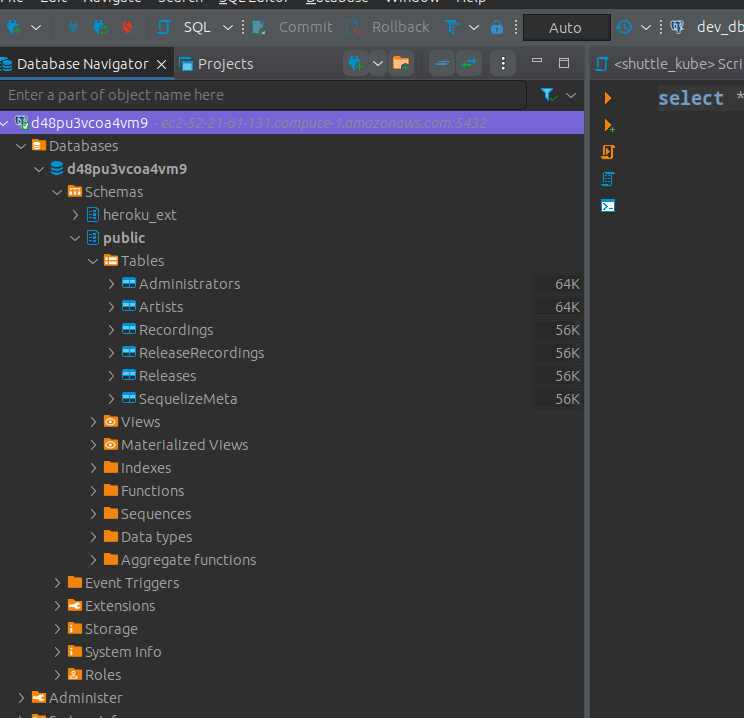 SQL Commit Rollback Auto dev_db
Database Navigator Projects <shuttle_kube> Scri
Enter a part of object name here
select *
d48pu3vcoa4vm9 - ec2-52-21-61-131.compute-1.amazonaws.com:5432
Databases
d48pu3vcoa4vm9
Schemas
heroku_ext
public
Tables
Administrators 64K
Artists 64K
Recordings 56K
ReleaseRecordings 56K
Releases 56K
SequelizeMeta 56K
Views
Materialized Views
Indexes
Functions
Sequences
Data types
Aggregate functions
Event Triggers
Extensions
Storage
System Info
Roles
Administer